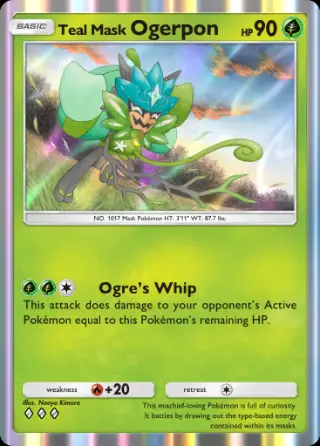 BASIC Teal Mask Ogerpon HP 90
NO. 1017 Mask Pokémon HT: 3'11" WT: 87.7 lbs.
Ogre's Whip
This attack does damage to your opponent's Active
Pokémon equal to this Pokémon's remaining HP.
weakness +20 retreat
illus. Naoyo Kimura
This mischief-loving Pokémon is full of curiosity.
It battles by drawing out the type-based energy
contained within its masks.